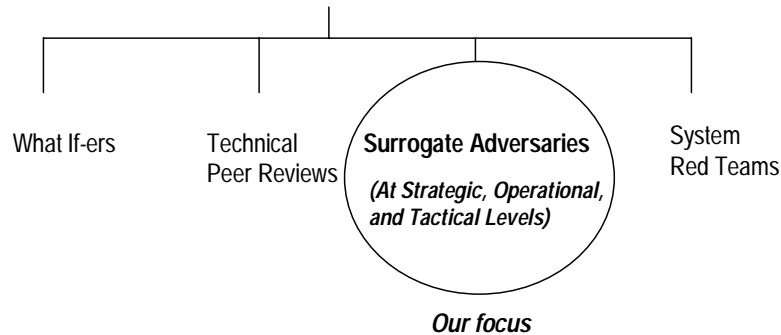 What If-ers
Technical
Peer Reviews
Surrogate Adversaries
(At Strategic, Operational,
and Tactical Levels)
System
Red Teams
Our focus